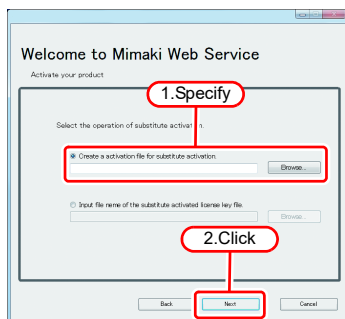 Welcome to Mimaki Web Service
Activate your product
1.Specify
Select the operation of substitute activation.
Create a activation file for substitute activation.
Browse...
Input file name of the substitute activated license key file.
Browse...
2.Click
Back
Next
Cancel